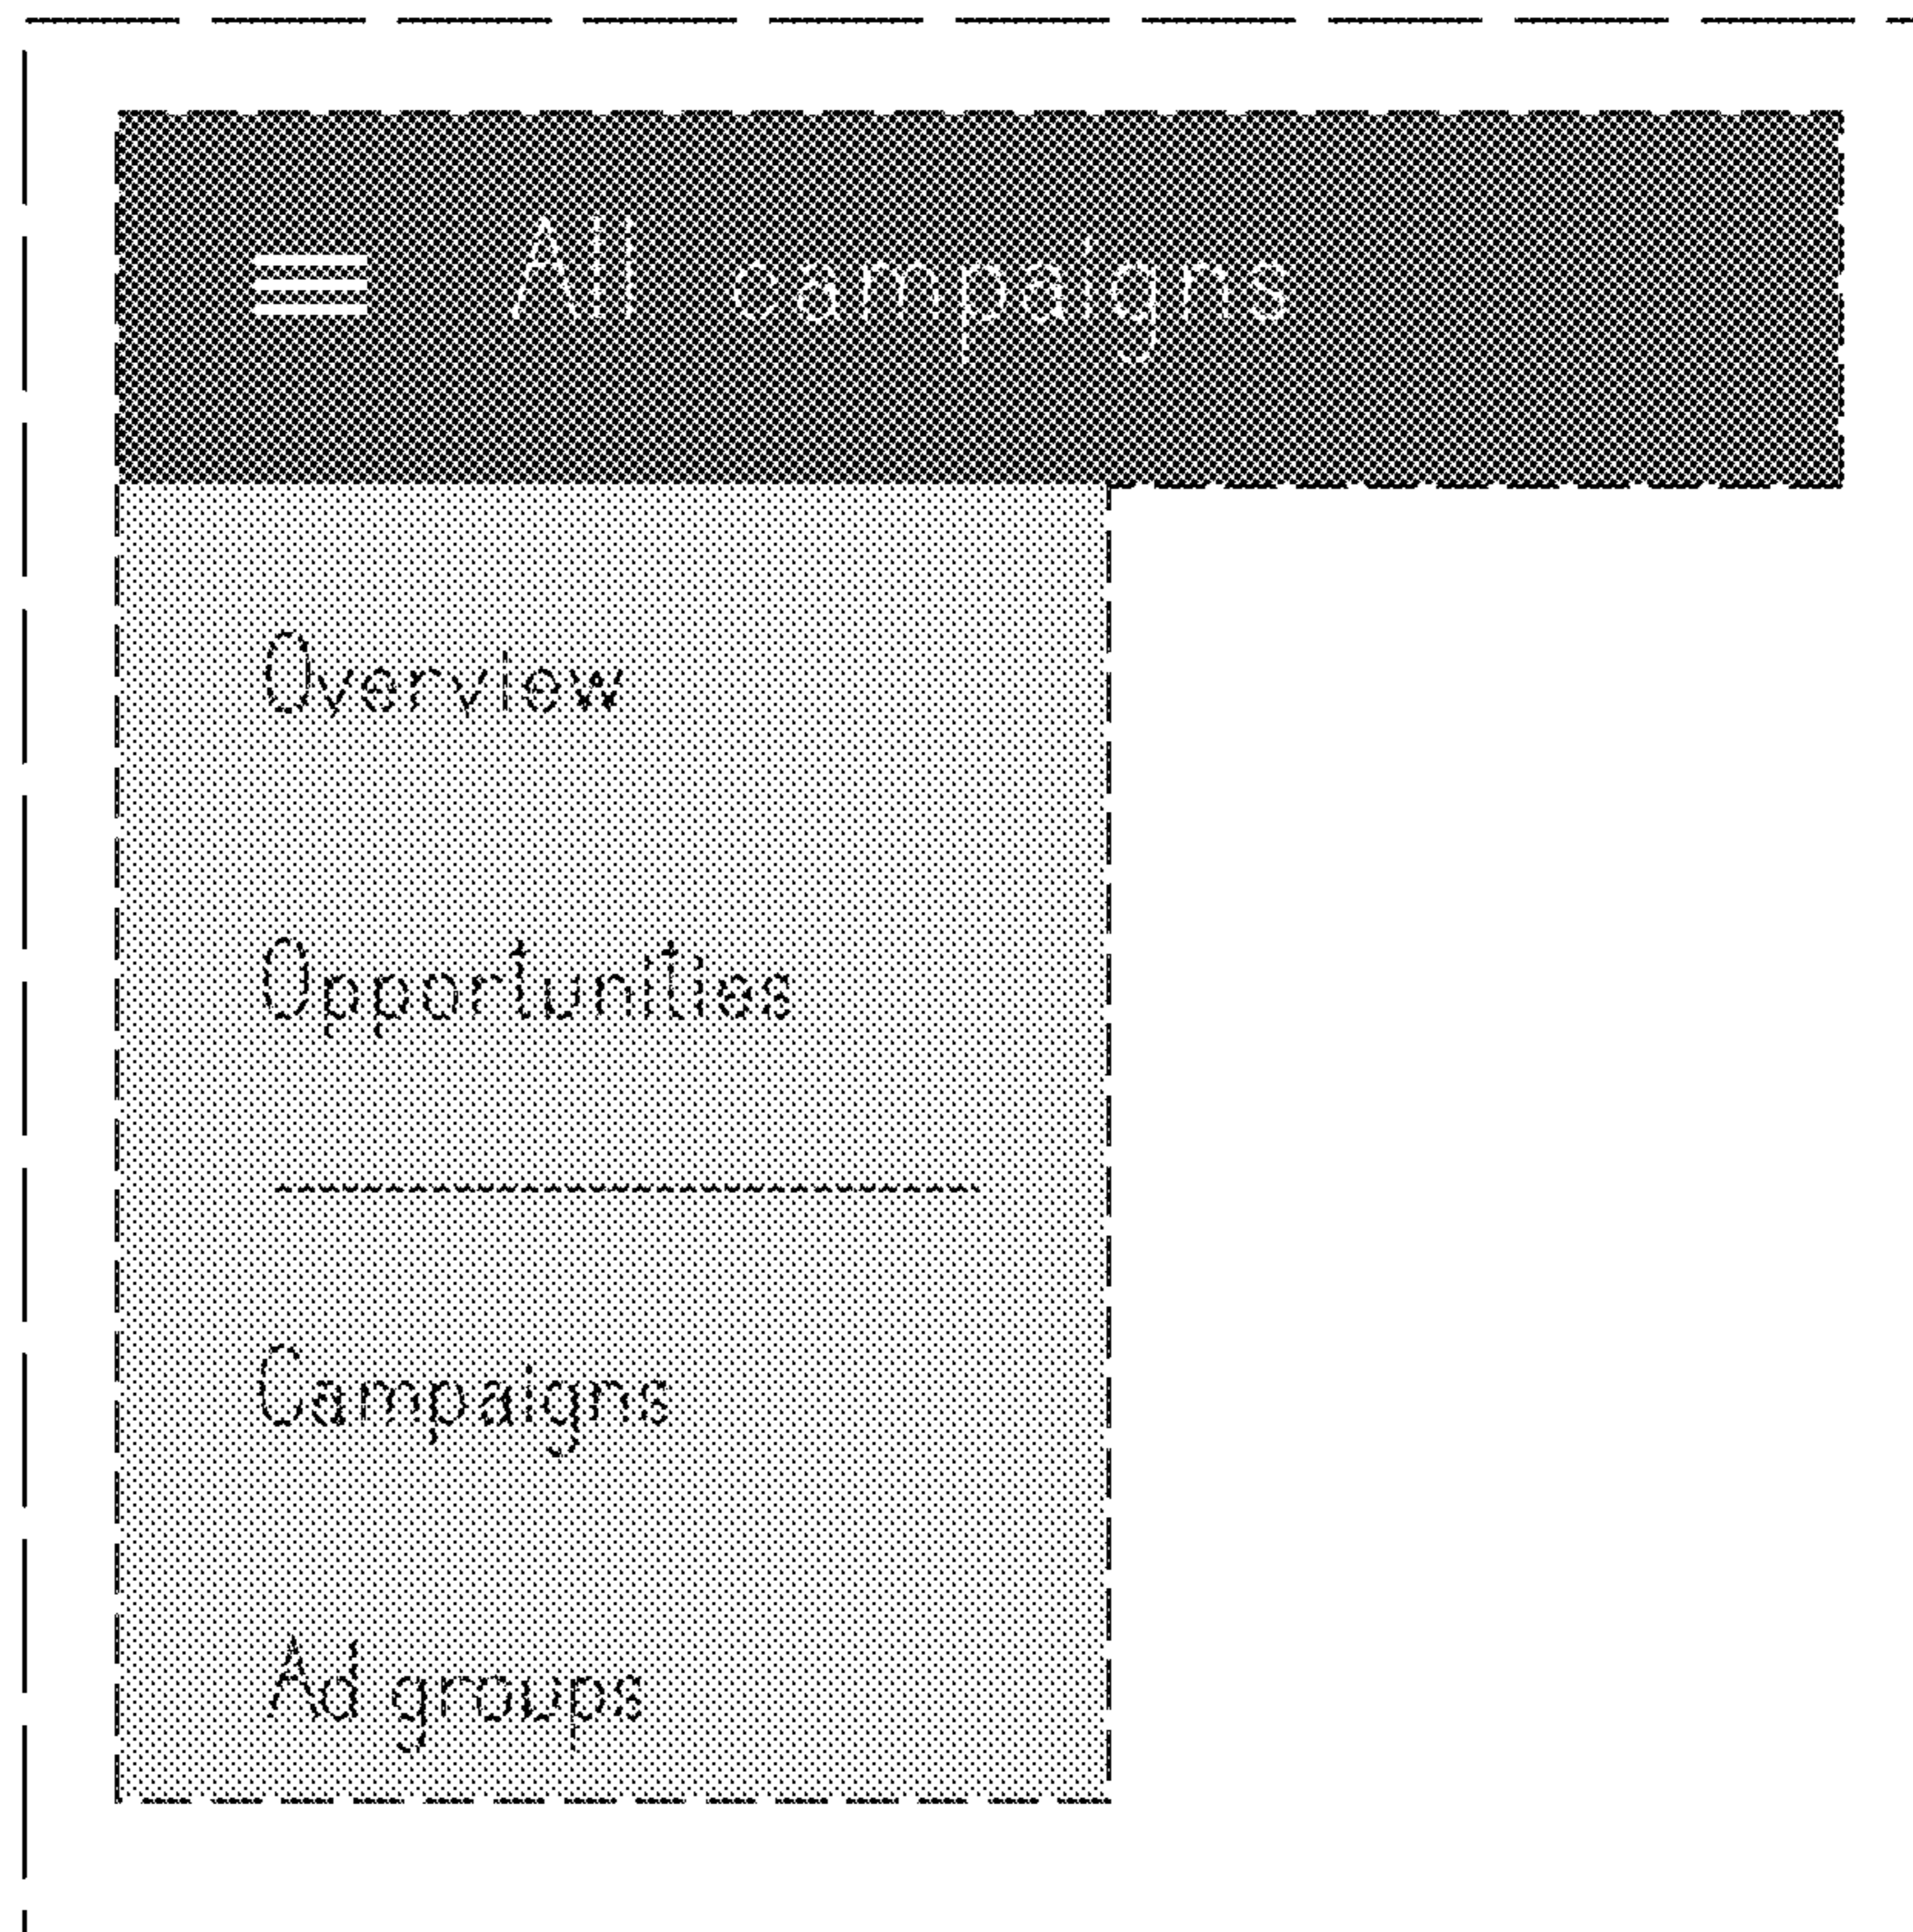 All campaigns
Overview
Opportunities
Campaigns
Ad groups